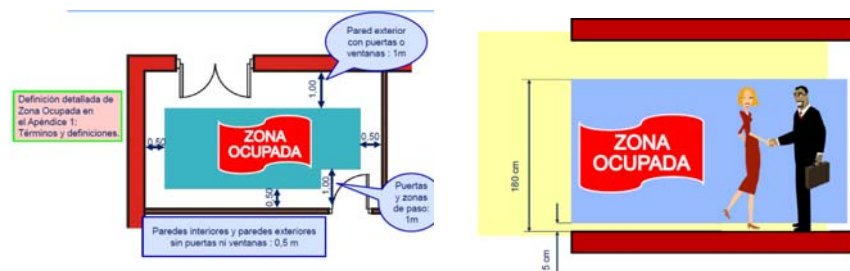 Pared exterior
con puertas o
ventanas : 1m
Definición detallada de
Zona Ocupada en
el Apéndice 1:
Términos y definiciones.
1,00
0,50
ZONA
OCUPADA
0,50
1,00
0,50
Puertas
y zonas
de paso:
1m
Paredes interiores y paredes exteriores
sin puertas ni ventanas : 0,5 m
180 cm
ZONA
OCUPADA
5 cm